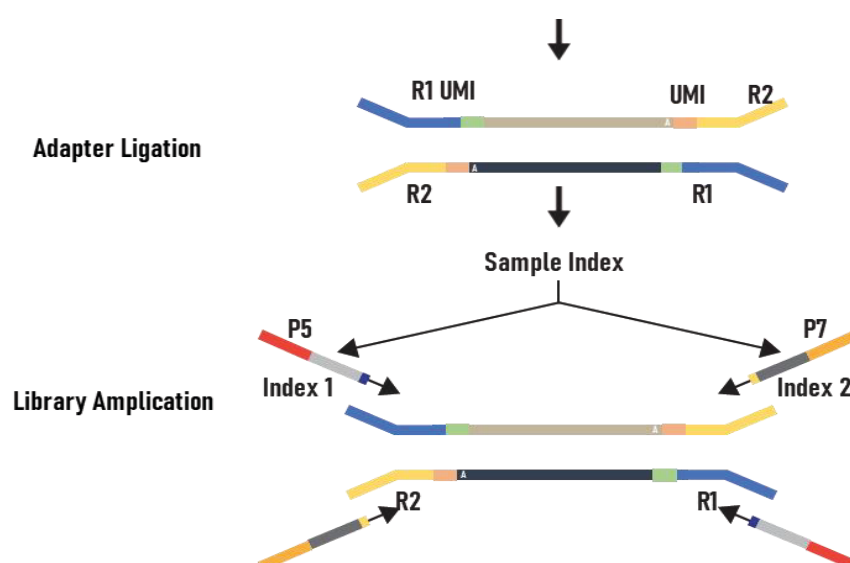 R1 UMI
UMI
R2
A
Adapter Ligation
A
R2
R1
Sample Index
P5
P7
Index 1
Index 2
Library Amplication
A
A
R2
R1